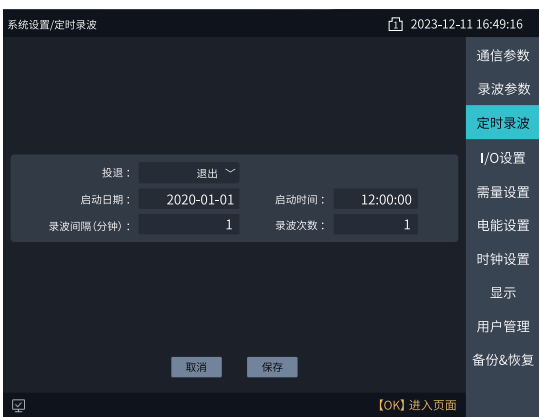 系统设置/定时录波
1 2023-12-11 16:49:16
通信参数
录波参数
定时录波
I/O设置
需量设置
电能设置
时钟设置
显示
用户管理
备份&恢复
投退： 退出
启动日期： 2020-01-01 启动时间： 12:00:00
录波间隔(分钟)： 1 录波次数： 1
取消 保存
【OK】进入页面